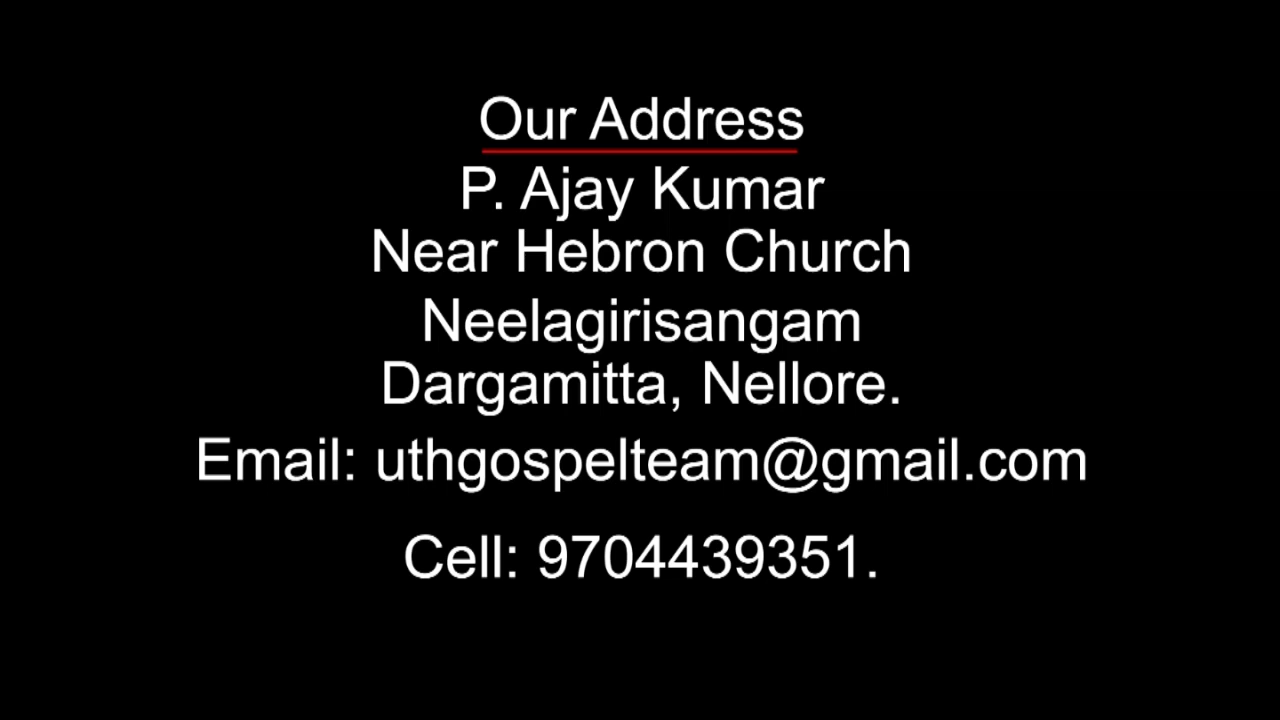 Our Address
P. Ajay Kumar
Near Hebron Church
Neelagirisangam
Dargamitta, Nellore.
Email: uthgospelteam@gmail.com
Cell: 9704439351.